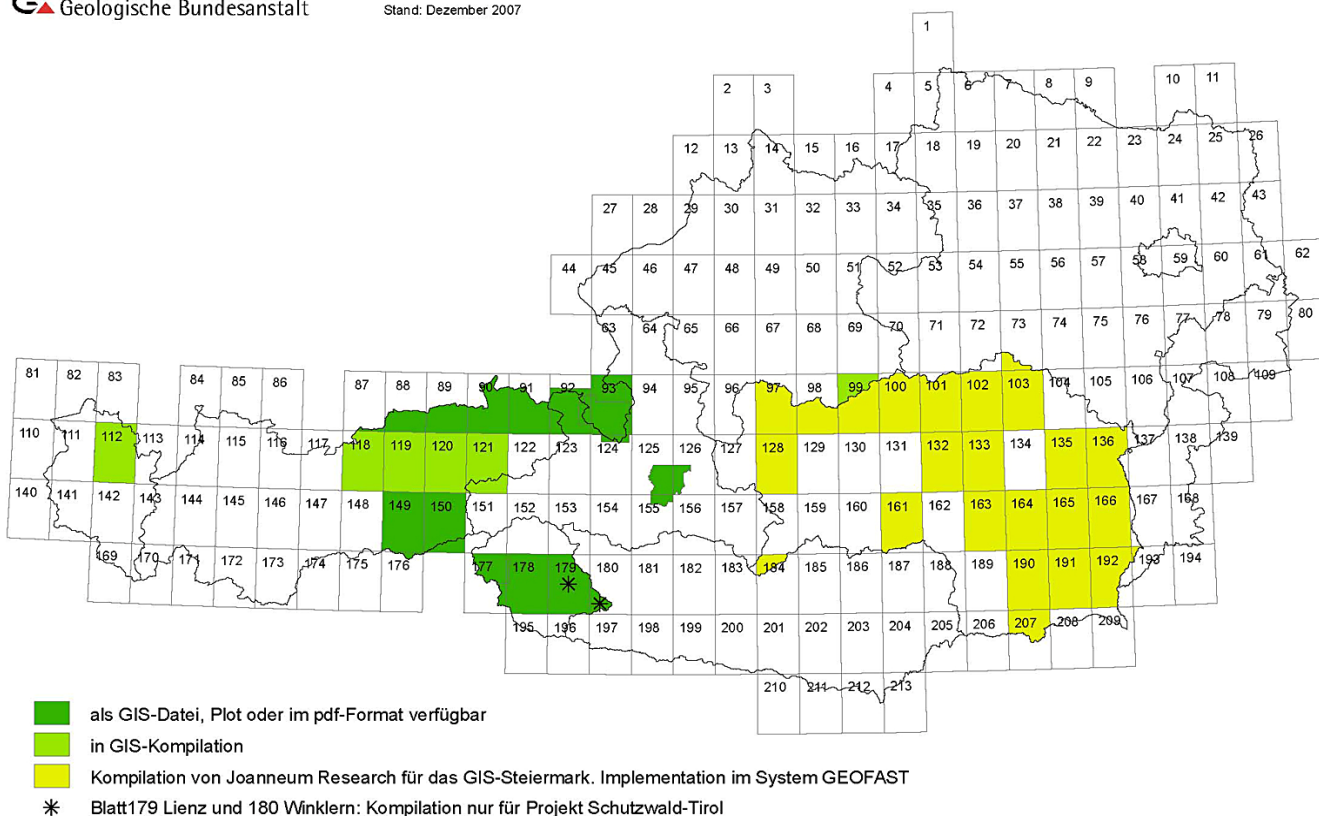 Geologische Bundesanstalt
Stand: Dezember 2007
1
2 3 4 5 6 7 8 9 10 11
12 13 14 15 16 17 18 19 20 21 22 23 24 25 26
27 28 29 30 31 32 33 34 35 36 37 38 39 40 41 42 43
44 45 46 47 48 49 50 51 52 53 54 55 56 57 58 59 60 61 62
63 64 65 66 67 68 69 70 71 72 73 74 75 76 77 78 79 80
81 82 83 84 85 86 87 88 89 90 91 92 93 94 95 96 97 98 99 100 101 102 103 104 105 106 107 108 109
110 111 112 113 114 115 116 117 118 119 120 121 122 123 124 125 126 127 128 129 130 131 132 133 134 135 136 137 138 139
140 141 142 143 144 145 146 147 148 149 150 151 152 153 154 155 156 157 158 159 160 161 162 163 164 165 166 167 168
169 170 171 172 173 174 175 176 77 178 179 180 181 182 183 184 185 186 187 188 189 190 191 192 193 194
195 196 197 198 199 200 201 202 203 204 205 206 207 208 209
210 211 212 213
als GIS-Datei, Plot oder im pdf-Format verfügbar
in GIS-Kompilation
Kompilation von Joanneum Research für das GIS-Steiermark. Implementation im System GEOFAST
Blatt179 Lienz und 180 Winklern: Kompilation nur für Projekt Schutzwald-Tirol